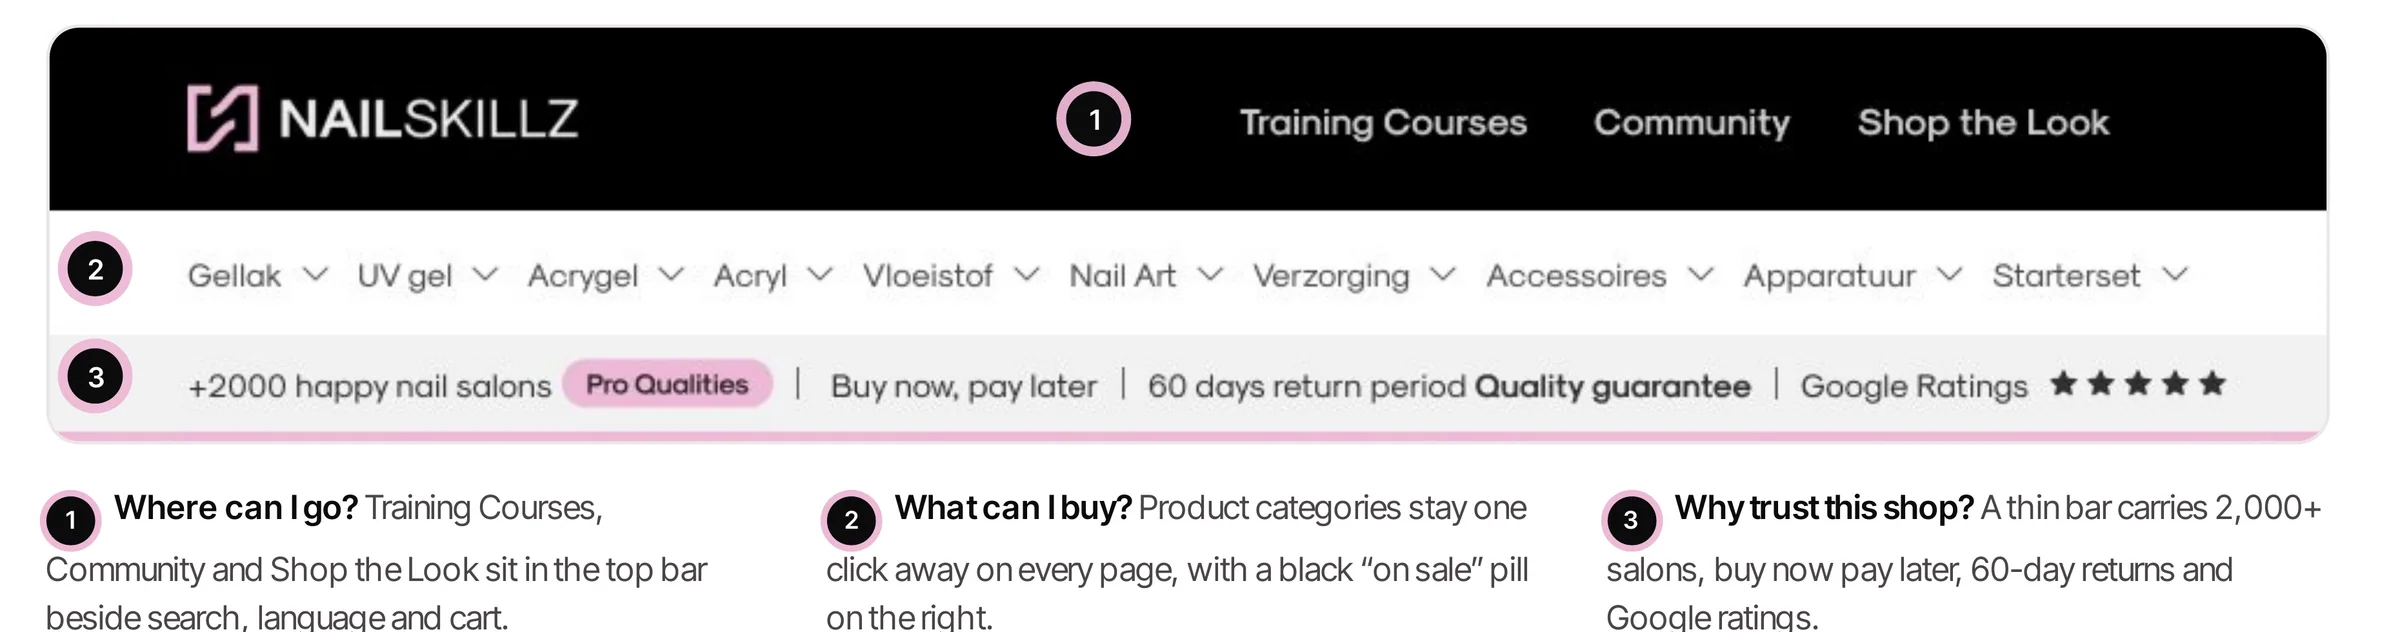 NAILSKILLZ
1
Training Courses Community Shop the Look
2
Gellak UV gel Acrygel Acryl Vloeistof Nail Art Verzorging Accessoires Apparatuur Starterset
3
+2000 happy nail salons Pro Qualities | Buy now, pay later | 60 days return period Quality guarantee | Google Ratings ★★★★★
1 Where can I go? Training Courses,
Community and Shop the Look sit in the top bar
beside search, language and cart.
2 What can I buy? Product categories stay one
click away on every page, with a black “on sale” pill
on the right.
3 Why trust this shop? A thin bar carries 2,000+
salons, buy now pay later, 60-day returns and
Google ratings.